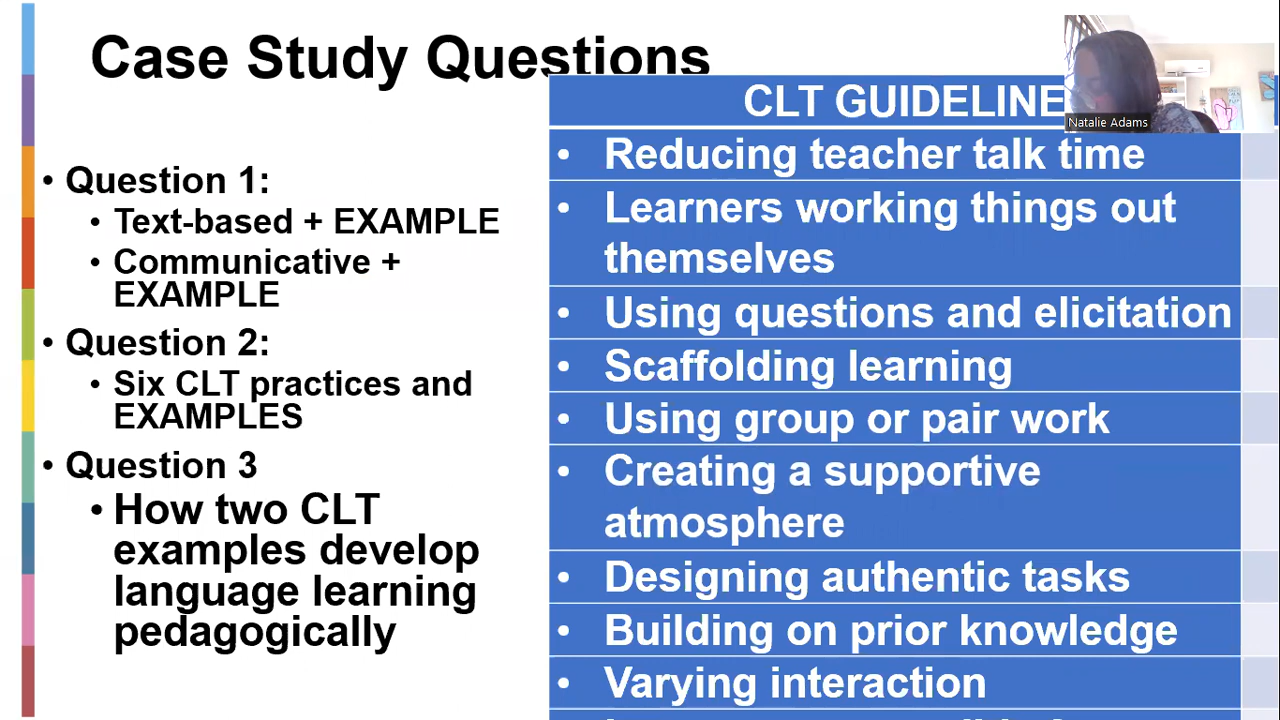 Case Study Questions
• Question 1:
• Text-based + EXAMPLE
• Communicative +
EXAMPLE
• Question 2:
• Six CLT practices and
EXAMPLES
• Question 3
• How two CLT
examples develop
language learning
pedagogically
CLT GUIDELINE
• Reducing teacher talk time
• Learners working things out
themselves
• Using questions and elicitation
• Scaffolding learning
• Using group or pair work
• Creating a supportive
atmosphere
• Designing authentic tasks
• Building on prior knowledge
• Varying interaction
Natalie Adams